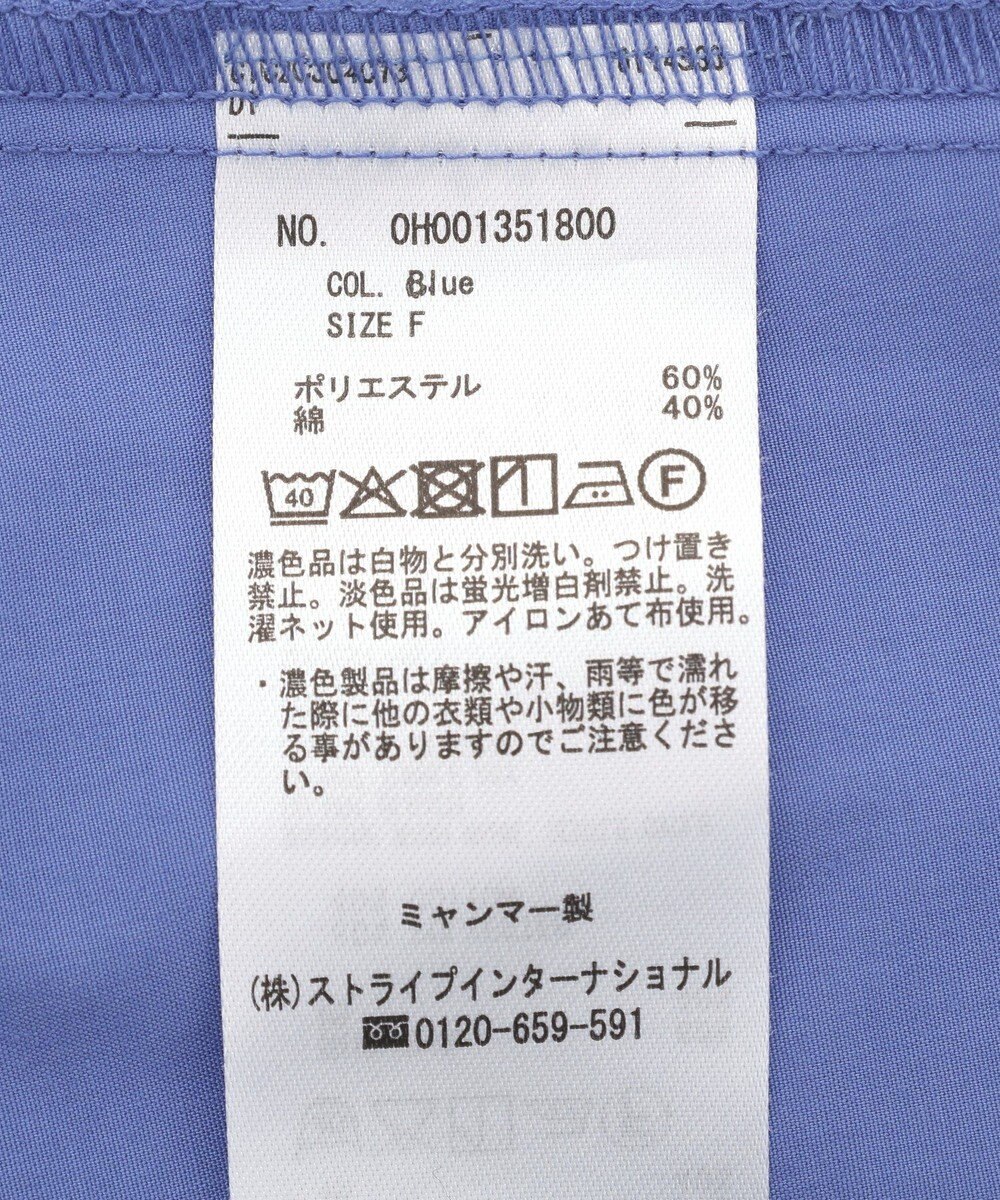 NO. OH001351800
COL. Blue
SIZE F
ポリエステル 60%
綿 40%
40 F
濃色品は白物と分別洗い。つけ置き
禁止。淡色品は蛍光増白剤禁止。洗
濯ネット使用。アイロンあて布使用。
・濃色製品は摩擦や汗、雨等で濡れ
た際に他の衣類や小物類に色が移
る事がありますのでご注意くださ
い。
ミャンマー製
(株)ストライプインターナショナル
0120-659-591